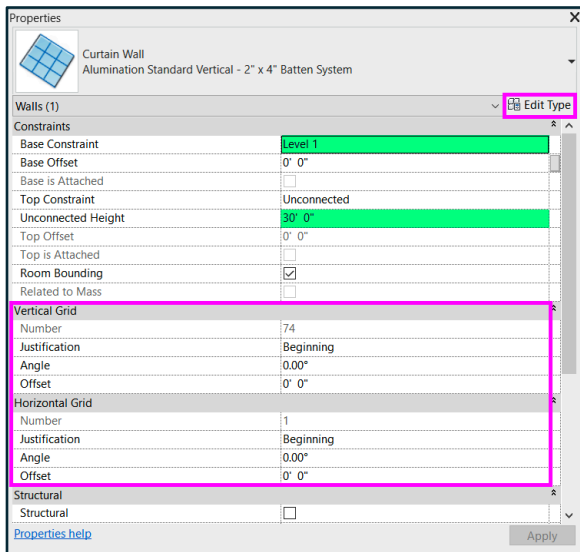 Properties X
Curtain Wall
Alumination Standard Vertical - 2" x 4" Batten System
Walls (1) Edit Type
Constraints
Base Constraint Level 1
Base Offset 0' 0"
Base is Attached
Top Constraint Unconnected
Unconnected Height 30' 0"
Top Offset 0' 0"
Top is Attached
Room Bounding
Related to Mass
Vertical Grid
Number 74
Justification Beginning
Angle 0.00°
Offset 0' 0"
Horizontal Grid
Number 1
Justification Beginning
Angle 0.00°
Offset 0' 0"
Structural
Structural
Properties help Apply